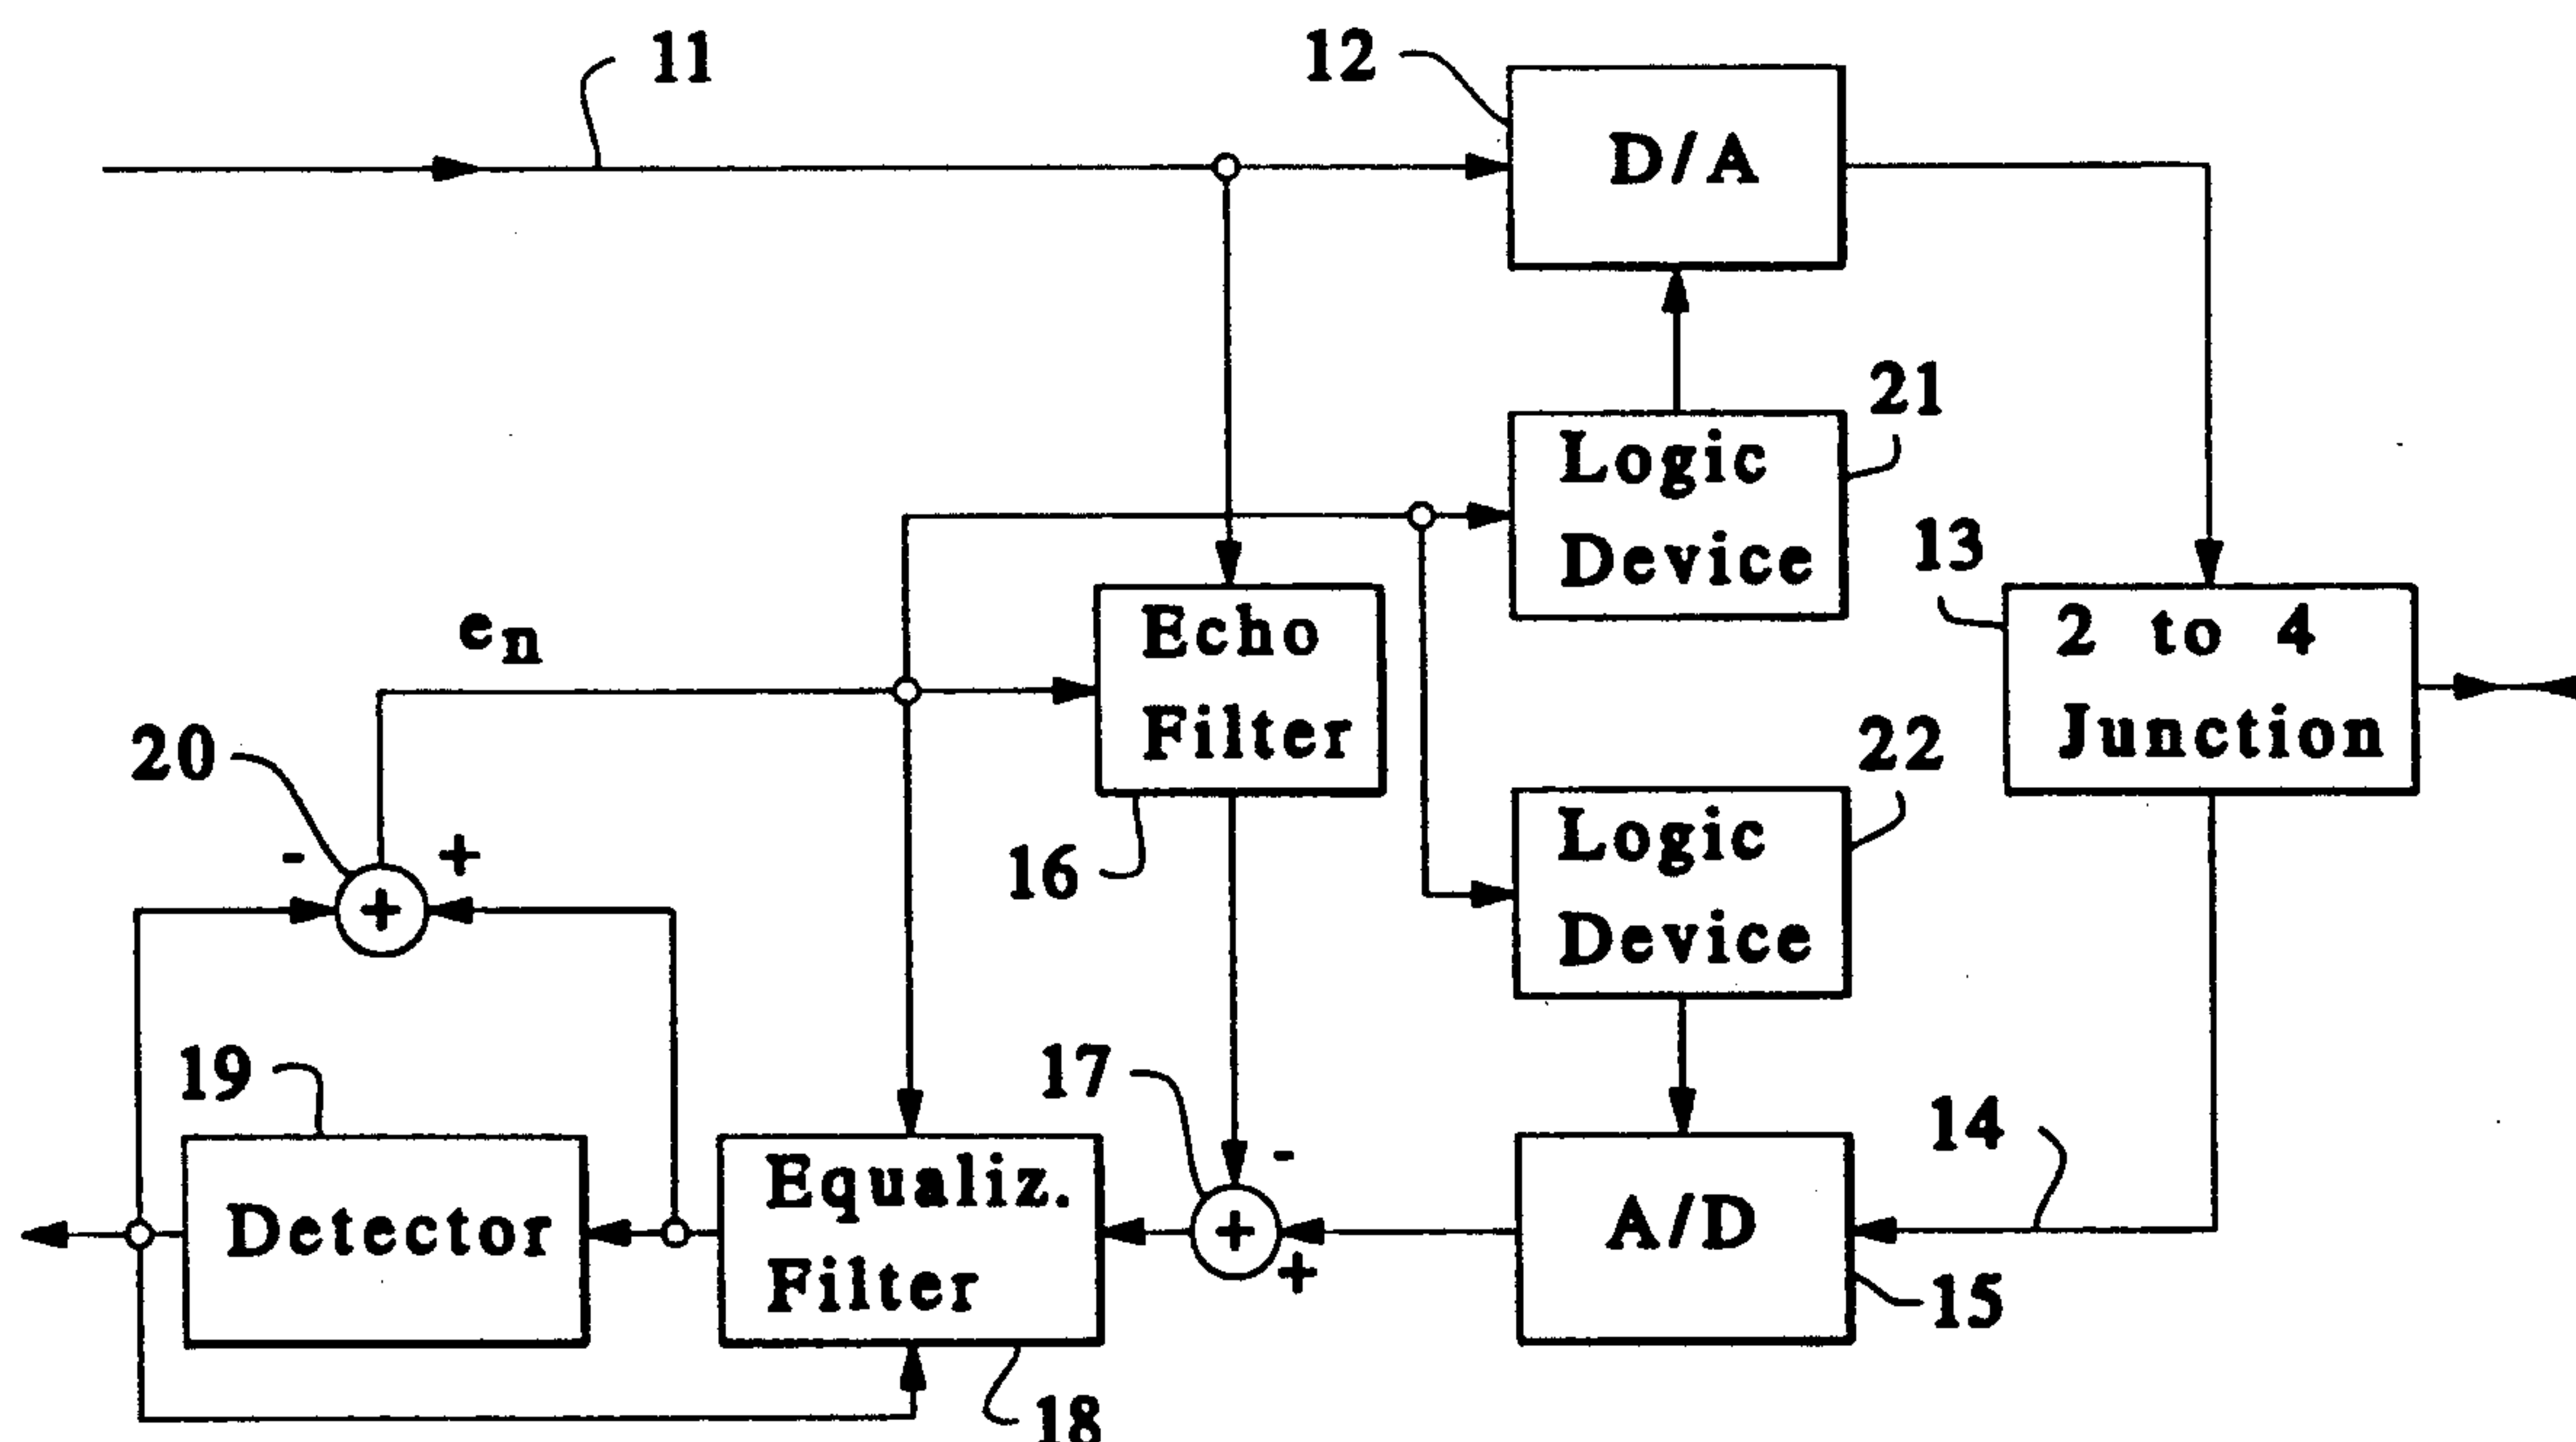 11
12
D/A
21
Logic
Device
13
2 to 4
Junction
en
Echo
Filter
16
20
-
+
+
22
Logic
Device
19
Detector
Equaliz.
Filter
18
17
-
+
+
A/D
14
15